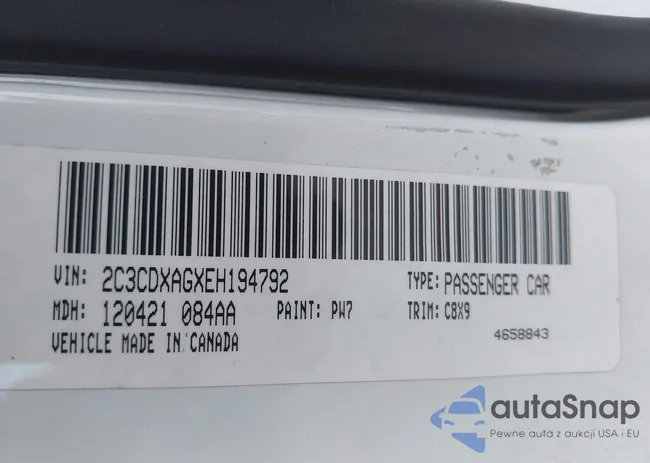 VIN: 2C3CDXAGXEH194792 TYPE: PASSENGER CAR
MDH: 120421 084AA PAINT: PW7 TRIM: C8X9
VEHICLE MADE IN CANADA 4658843
autaSnap
Pewne auta z aukcji USA i EU